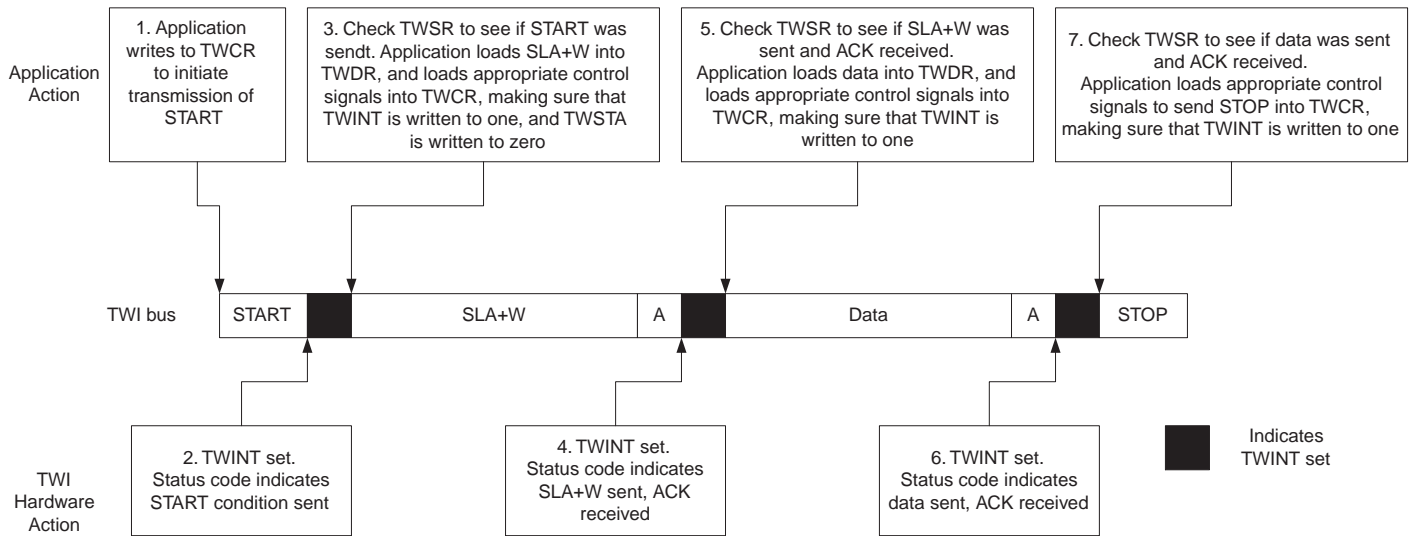 Application
Action
1. Application
writes to TWCR
to initiate
transmission of
START
3. Check TWSR to see if START was
sendt. Application loads SLA+W into
TWDR, and loads appropriate control
signals into TWCR, making sure that
TWINT is written to one, and TWSTA
is written to zero
5. Check TWSR to see if SLA+W was
sent and ACK received.
Application loads data into TWDR, and
loads appropriate control signals into
TWCR, making sure that TWINT is
written to one
7. Check TWSR to see if data was sent
and ACK received.
Application loads appropriate control
signals to send STOP into TWCR,
making sure that TWINT is written to one
TWI bus
START
SLA+W
A
Data
A
STOP
TWI
Hardware
Action
2. TWINT set.
Status code indicates
START condition sent
4. TWINT set.
Status code indicates
SLA+W sent, ACK
received
6. TWINT set.
Status code indicates
data sent, ACK received
Indicates
TWINT set